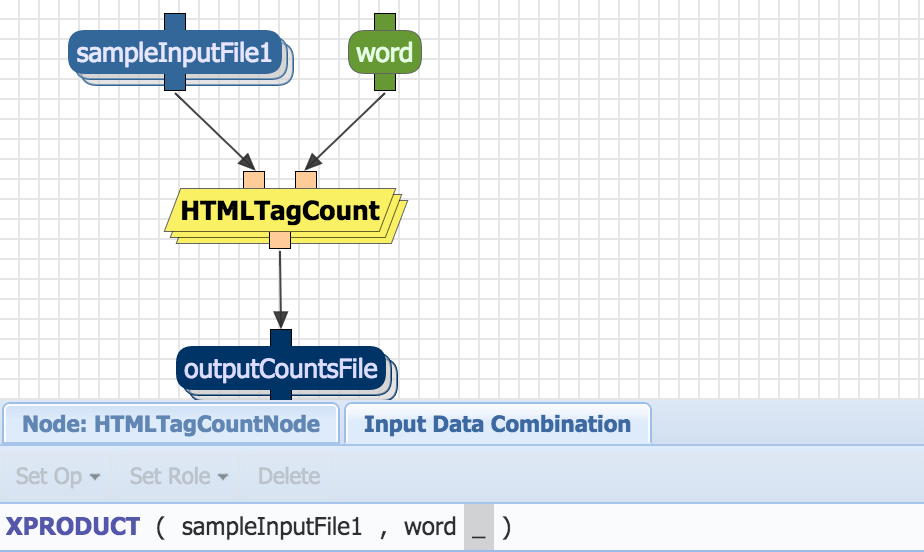 sampleInputFile1 word
HTMLTagCount
outputCountsFile
Node: HTMLTagCountNode Input Data Combination
Set Op Set Role Delete
XPRODUCT ( sampleInputFile1 , word _ )